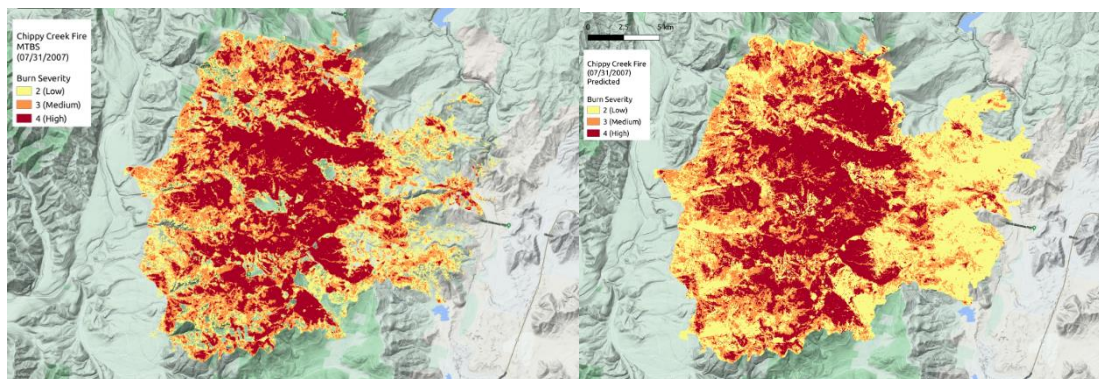 Chippy Creek Fire
MTBS
(07/31/2007)
Burn Severity
2 (Low)
3 (Medium)
4 (High)
0 2.5 5 km
Chippy Creek Fire
(07/31/2007)
Predicted
Burn Severity
2 (Low)
3 (Medium)
4 (High)